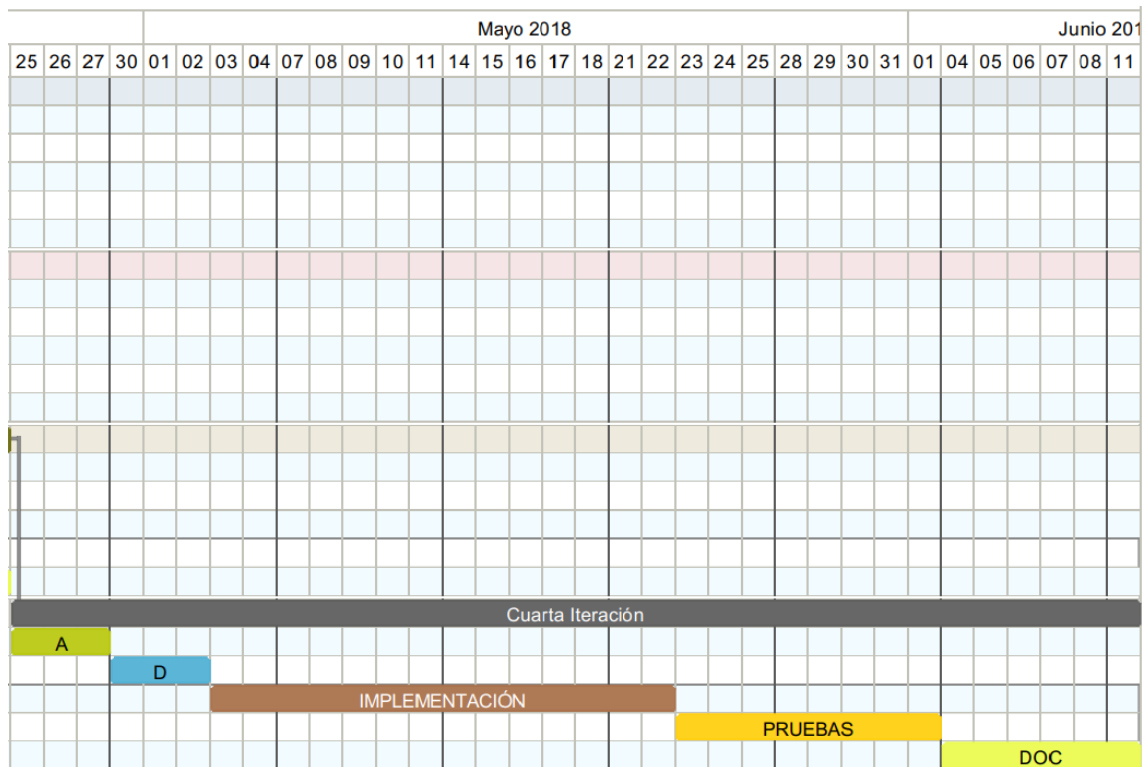 Mayo 2018
Junio 201
25 26 27 30 01 02 03 04 07 08 09 10 11 14 15 16 17 18 21 22 23 24 25 28 29 30 31 01 04 05 06 07 08 11
Cuarta Iteración
A
D
IMPLEMENTACIÓN
PRUEBAS
DOC